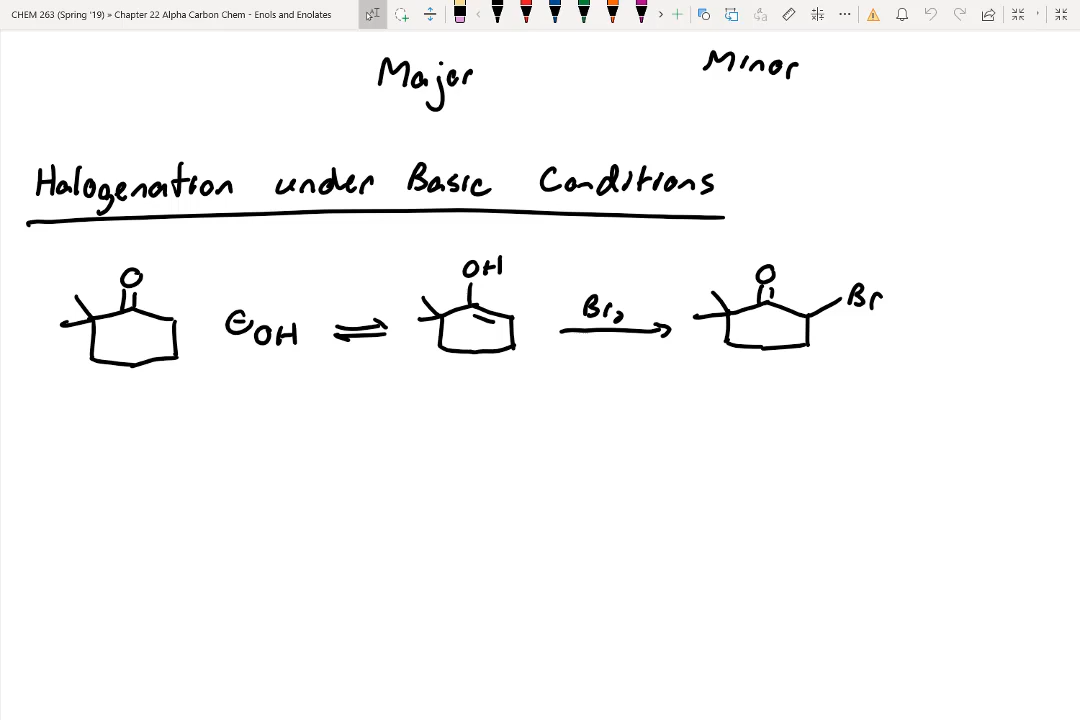 CHEM 263 (Spring '19) » Chapter 22 Alpha Carbon Chem - Enols and Enolates
Major Minor
Halogenation under Basic Conditions
O ⊖OH ⇌ OH Br₂ → O Br